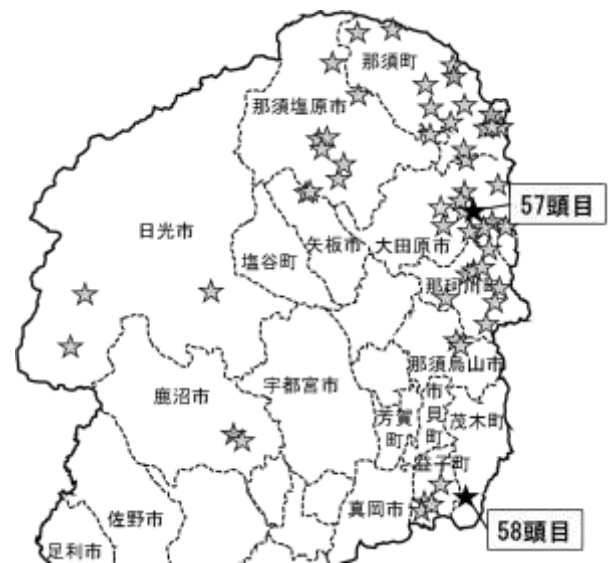 那須町
那須塩原市
57頭目
日光市
矢板市
大田原市
塩谷町
那珂川町
那須烏山市
鹿沼市
宇都宮市
市貝町
芳賀町
茂木町
益子町
真岡市
佐野市
58頭目
足利市